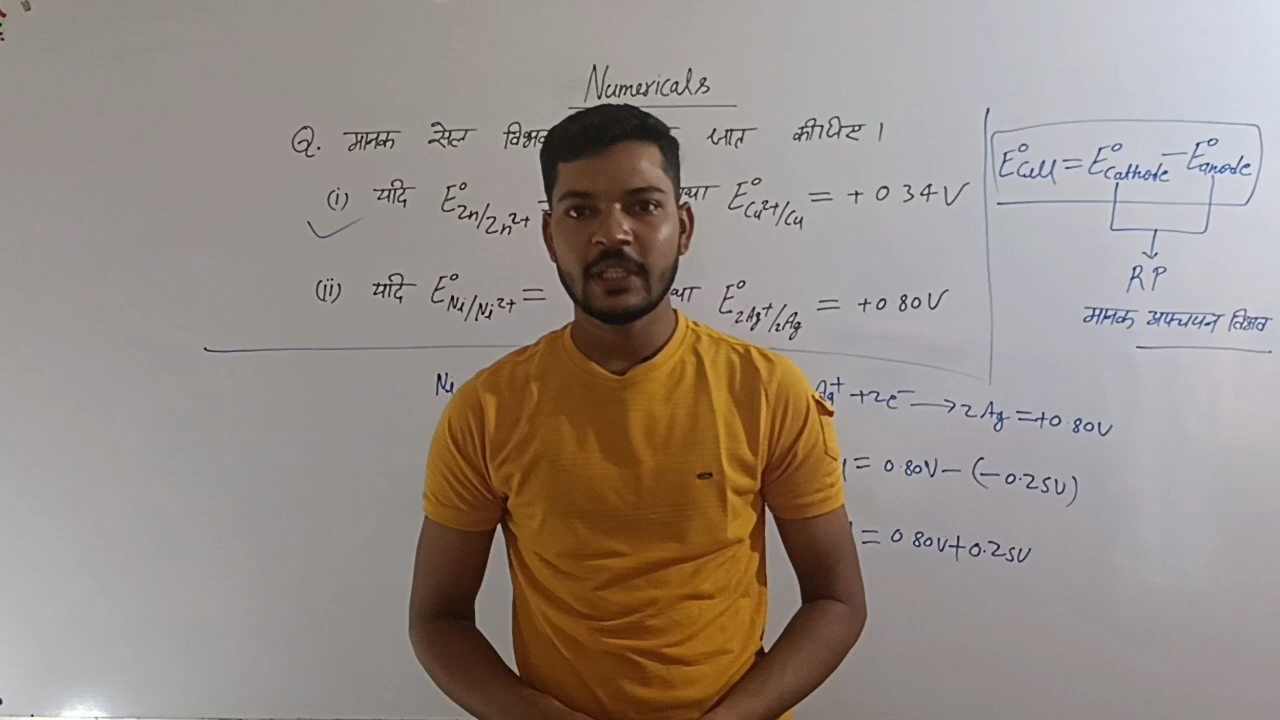 Numericals
Q. मानक सेल विभव ज्ञात कीजिए।
(i) यदि E°Zn/Zn²⁺ = तथा E°Cu²⁺/Cu = +0.34V
(ii) यदि E°Ni/Ni²⁺ = E°2Ag⁺/2Ag = +0.80V
E°Cell = E°Cathode - E°anode
RP
मानक अपचयन विभव
Ni Ag⁺ + 2e⁻ → 2Ag = +0.80V
= 0.80V - (-0.25V)
= 0.80V + 0.25V